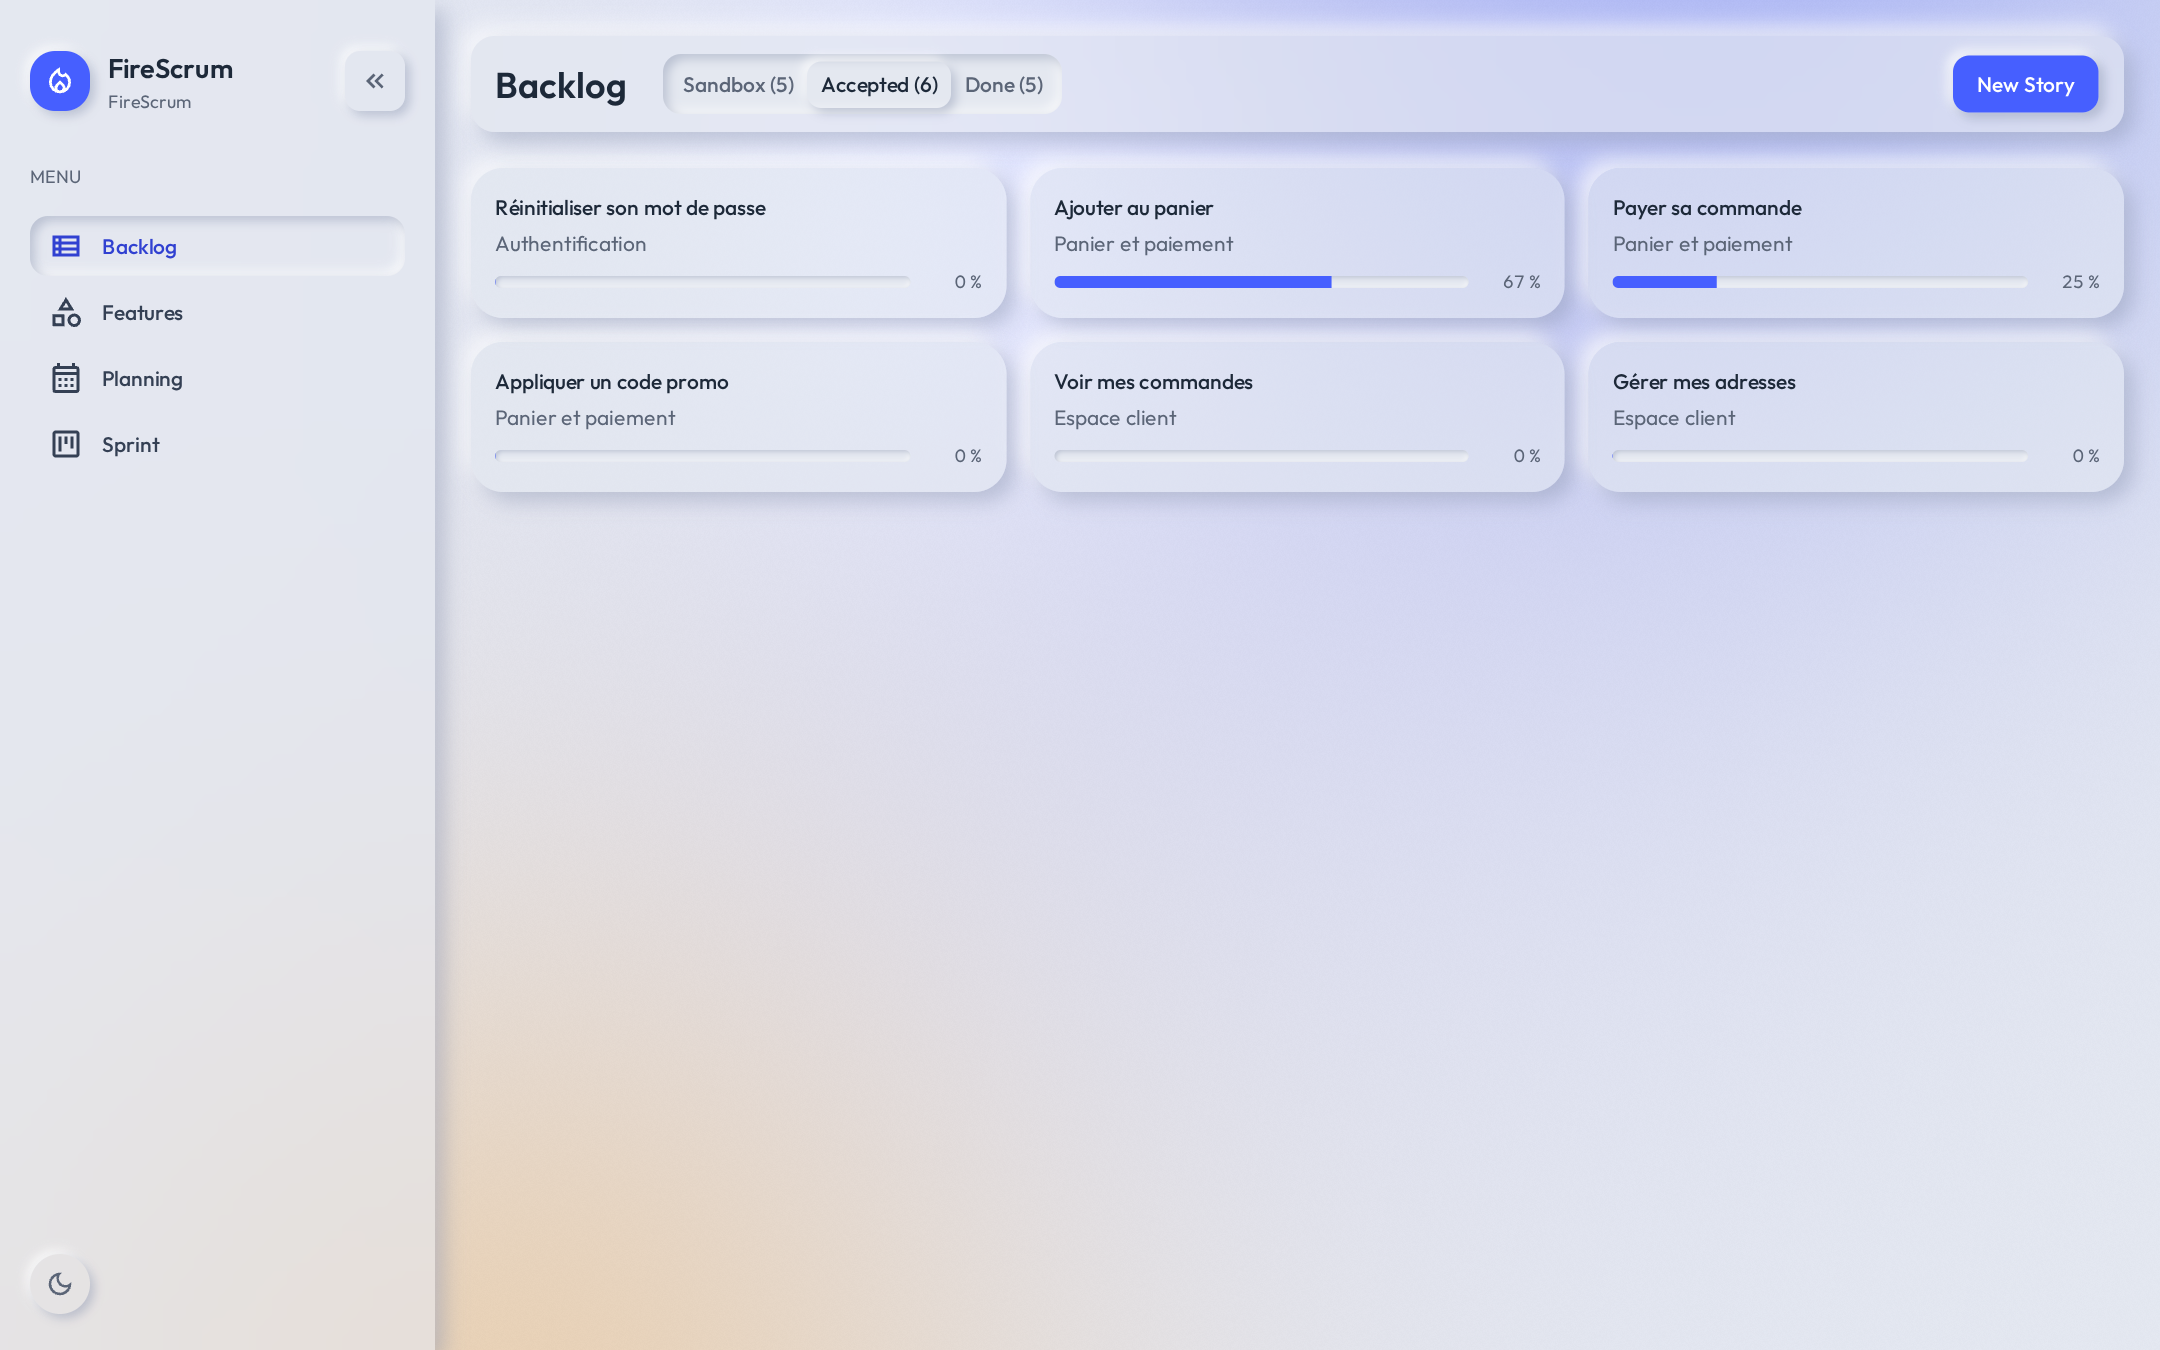 FireScrum
FireScrum
MENU
Backlog
Features
Planning
Sprint
Backlog
Sandbox (5)
Accepted (6)
Done (5)
New Story
Réinitialiser son mot de passe
Authentification
0 %
Ajouter au panier
Panier et paiement
67 %
Payer sa commande
Panier et paiement
25 %
Appliquer un code promo
Panier et paiement
0 %
Voir mes commandes
Espace client
0 %
Gérer mes adresses
Espace client
0 %